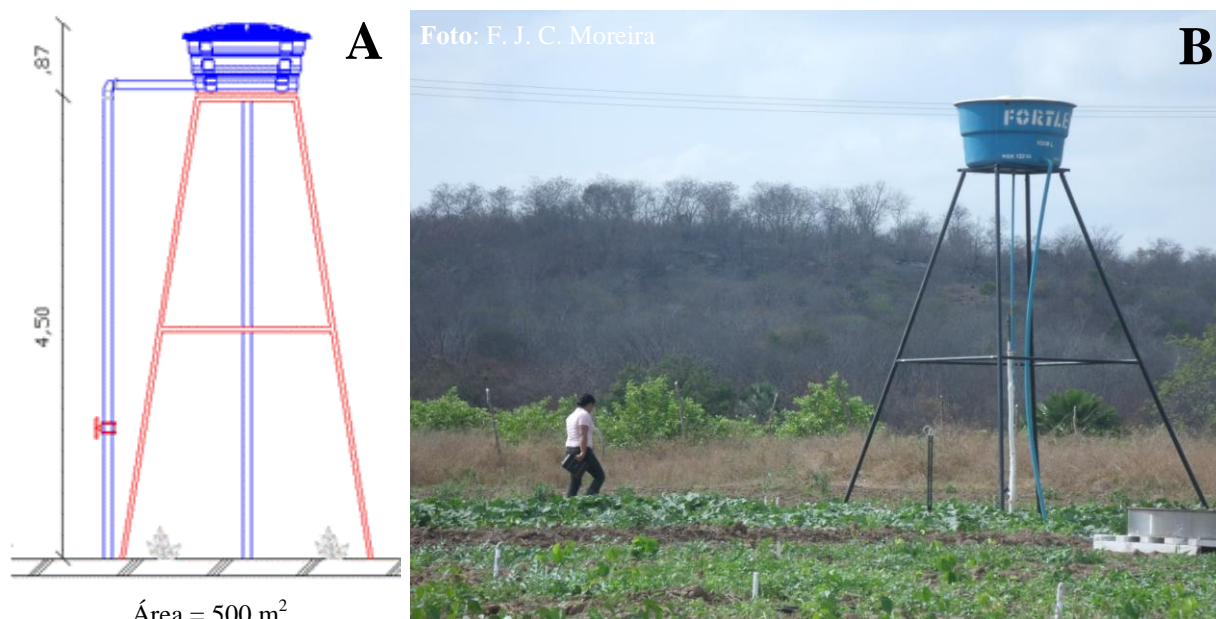 A
,87
4,50
Área = 500 m²
Foto: F. J. C. Moreira
B
FORTLE